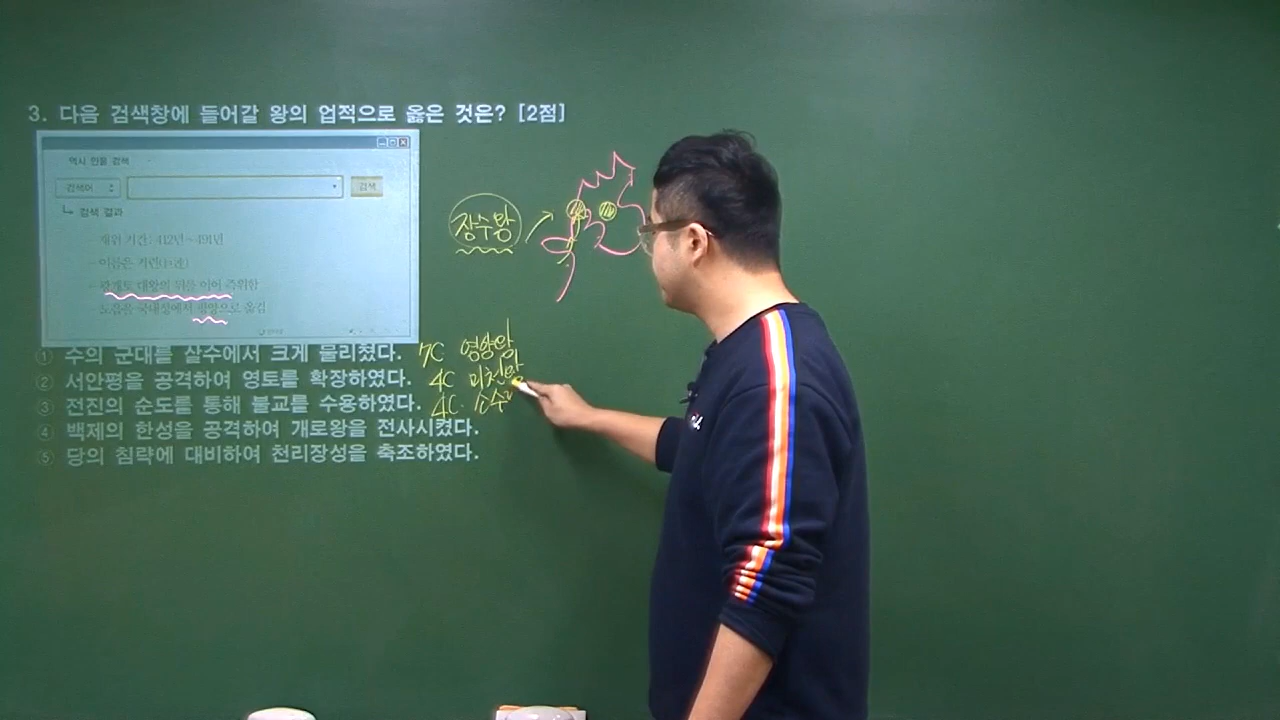 3. 다음 검색창에 들어갈 왕의 업적으로 옳은 것은? [2점]
역사 인물 검색
검색어
검색
검색 결과
- 재위 기간: 412년~491년
- 이름은 거련(巨連)
- 광개토 대왕의 뒤를 이어 즉위함
- 도읍을 국내성에서 평양으로 옮김
장수왕
① 수의 군대를 살수에서 크게 물리쳤다. 7C 영양왕
② 서안평을 공격하여 영토를 확장하였다. 4C 미천왕
③ 전진의 순도를 통해 불교를 수용하였다. 4C. 소수
④ 백제의 한성을 공격하여 개로왕을 전사시켰다.
⑤ 당의 침략에 대비하여 천리장성을 축조하였다.